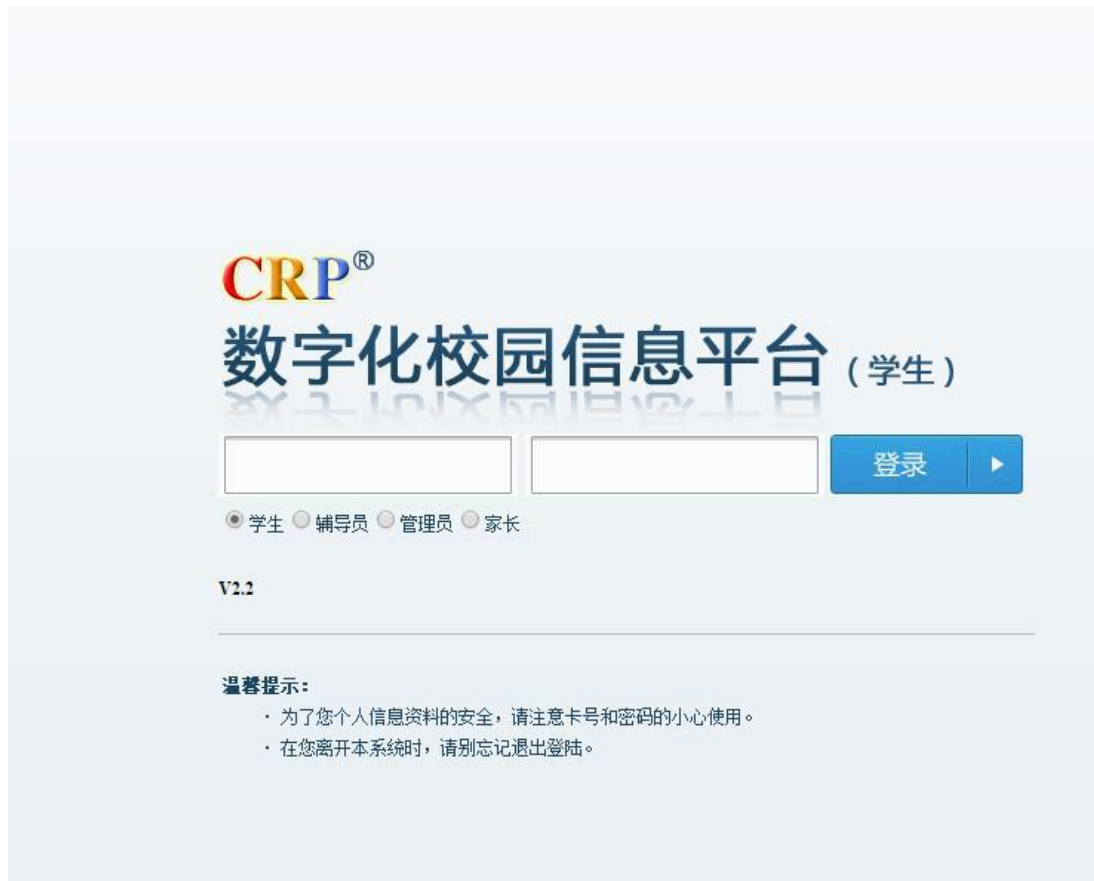 CRP®
数字化校园信息平台（学生）
登录
学生 辅导员 管理员 家长
V2.2
温馨提示：
· 为了您个人信息资料的安全，请注意卡号和密码的小心使用。
· 在您离开本系统时，请别忘记退出登陆。